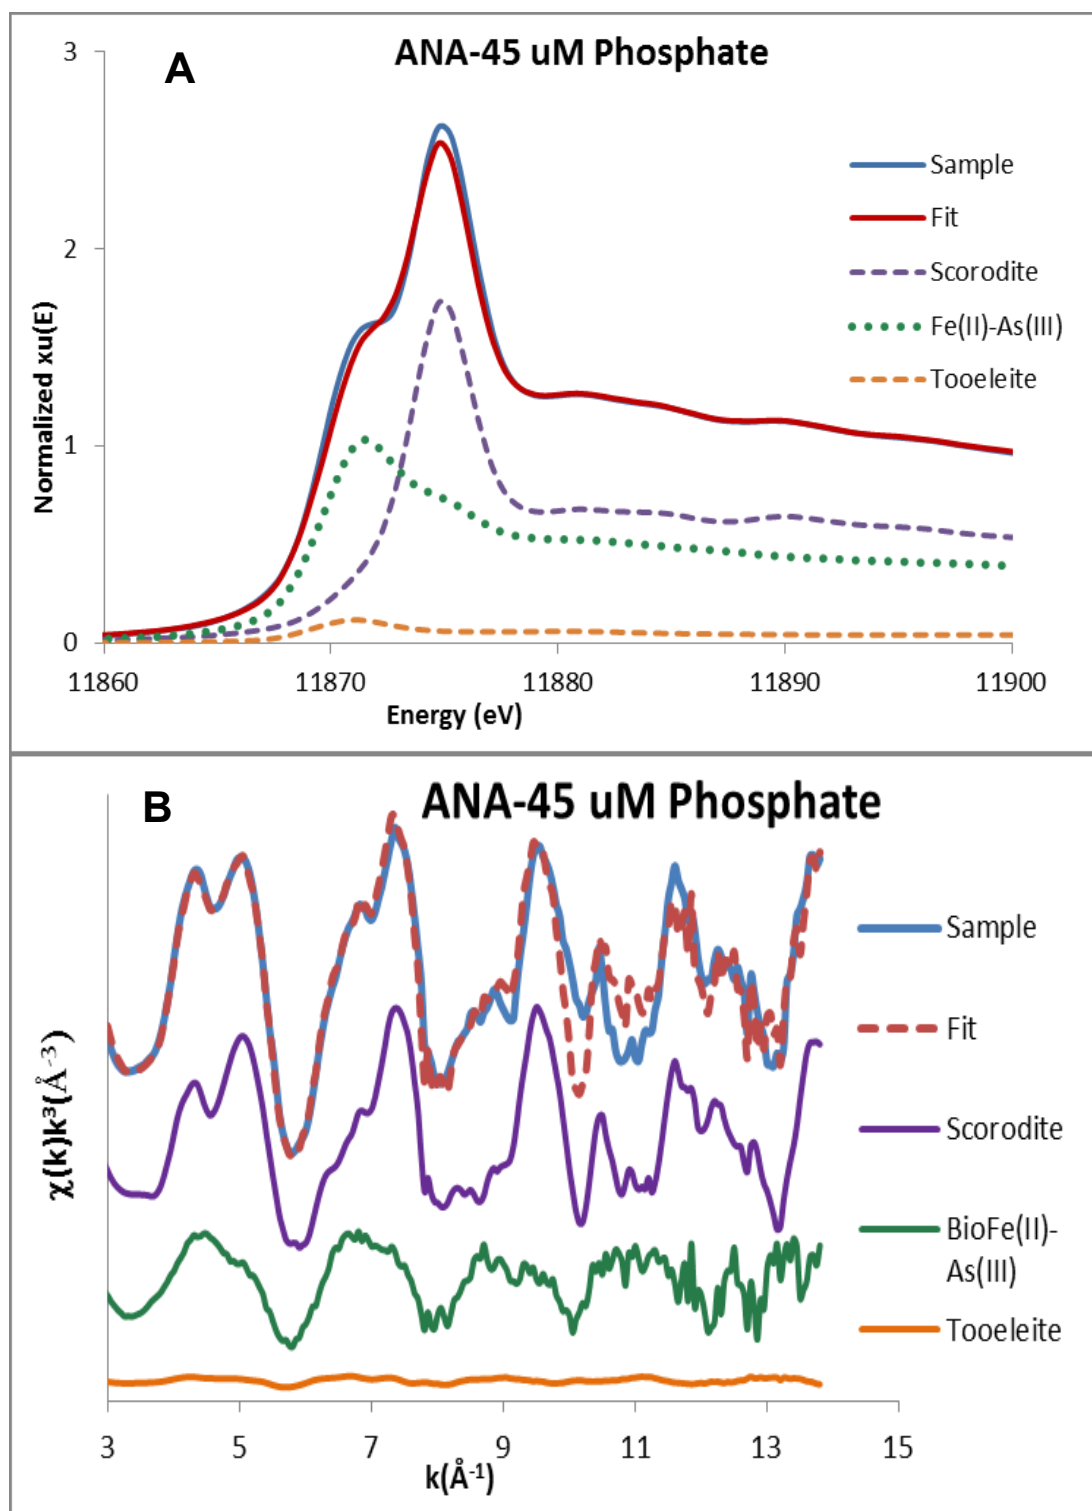 A
ANA-45 uM Phosphate
3
2
1
0
Normalized xu(E)
Sample
Fit
Scorodite
Fe(II)-As(III)
Tooeleite
11860 11870 11880 11890 11900
Energy (eV)
B
ANA-45 uM Phosphate
χ(k)k³(Å⁻³)
Sample
Fit
Scorodite
BioFe(II)-
As(III)
Tooeleite
3 5 7 9 11 13 15
k(Å⁻¹)